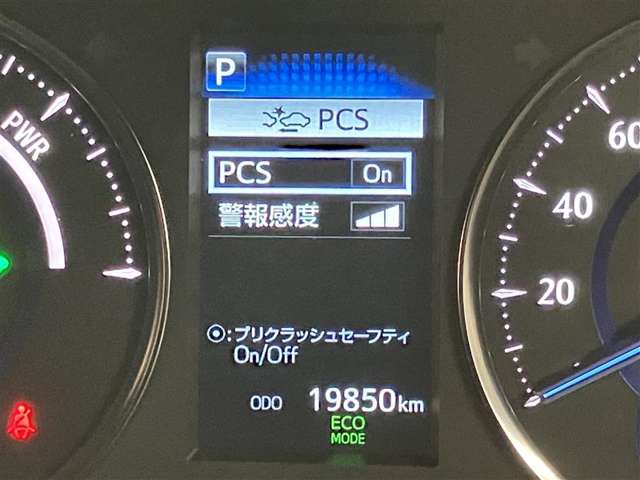 P
PCS
PCS On
警報感度
:プリクラッシュセーフティ
On/Off
ODO 19850km
ECO
MODE
PWR
60
40
20